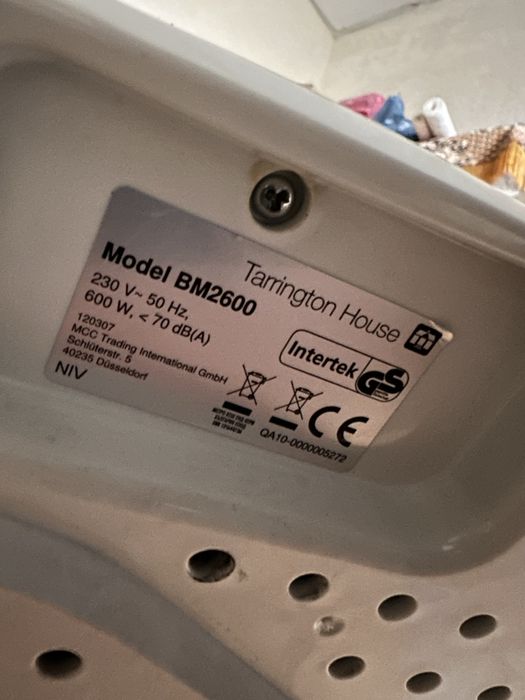 Tarrington House
Model BM2600
230 V~ 50 Hz,
600 W, < 70 dB(A)
120307
MCC Trading International GmbH
Schlüterstr. 5
40235 Düsseldorf
NIV
Intertek
GS
CE
QA10-0000005272